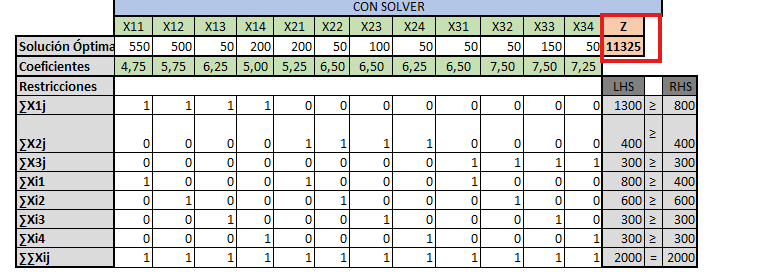 CON SOLVER
X11 X12 X13 X14 X21 X22 X23 X24 X31 X32 X33 X34 Z
Solución Óptima 550 500 50 200 200 50 100 50 50 50 150 50 11325
Coeficientes 4,75 5,75 6,25 5,00 5,25 6,50 6,50 6,25 6,50 7,50 7,50 7,25
Restricciones LHS RHS
∑X1j 1 1 1 1 0 0 0 0 0 0 0 0 1300 ≥ 800
∑X2j 0 0 0 0 1 1 1 1 0 0 0 0 400 ≥ 400
∑X3j 0 0 0 0 0 0 0 0 1 1 1 1 300 ≥ 300
∑Xi1 1 0 0 0 1 0 0 0 1 0 0 0 800 ≥ 400
∑Xi2 0 1 0 0 0 1 0 0 0 1 0 0 600 ≥ 600
∑Xi3 0 0 1 0 0 0 1 0 0 0 1 0 300 ≥ 300
∑Xi4 0 0 0 1 0 0 0 1 0 0 0 1 300 ≥ 300
∑∑Xij 1 1 1 1 1 1 1 1 1 1 1 1 2000 = 2000